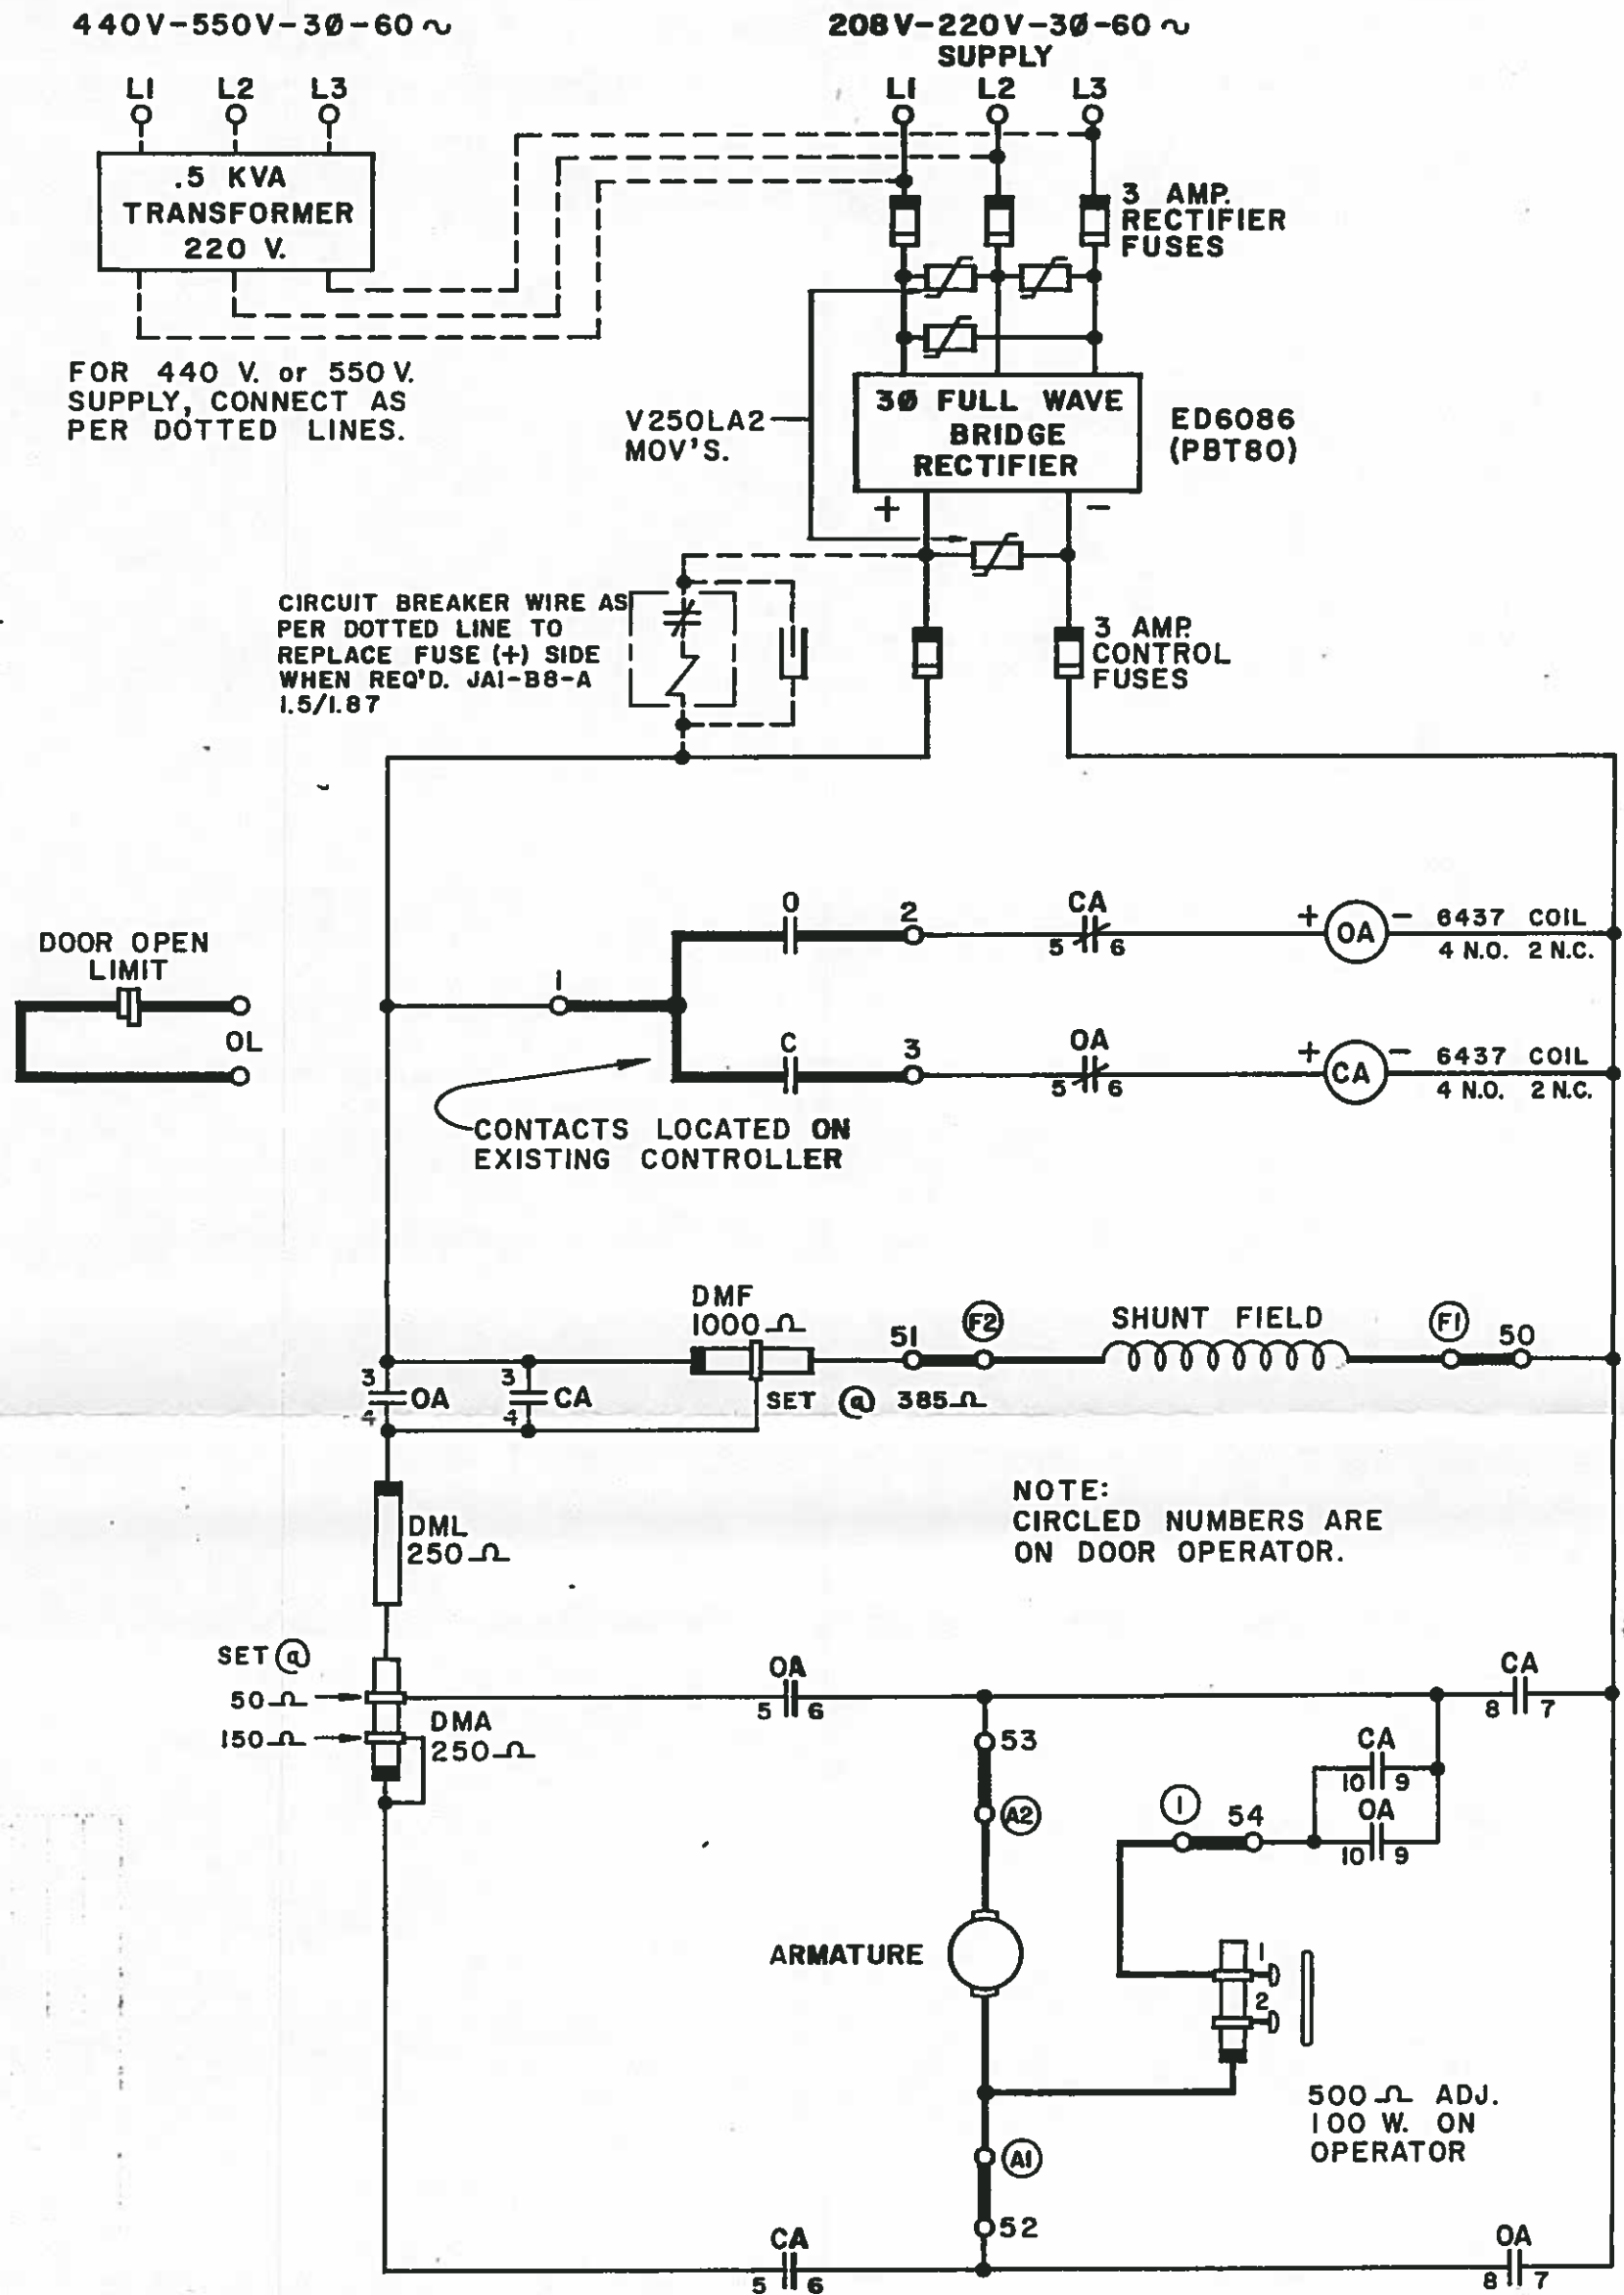 440V-550V-3Ø-60~
208V-220V-3Ø-60~
SUPPLY
L1 L2 L3
L1 L2 L3
.5 KVA
TRANSFORMER
220 V.
3 AMP.
RECTIFIER
FUSES
FOR 440 V. or 550 V.
SUPPLY, CONNECT AS
PER DOTTED LINES.
V250LA2
MOV'S.
3Ø FULL WAVE
BRIDGE
RECTIFIER
ED6086
(PBT80)
+ -
CIRCUIT BREAKER WIRE AS
PER DOTTED LINE TO
REPLACE FUSE (+) SIDE
WHEN REQ'D. JA1-B8-A
1.5/1.87
3 AMP.
CONTROL
FUSES
DOOR OPEN
LIMIT
OL
1
O 2 CA
5 6
+ OA - 6437 COIL
4 N.O. 2 N.C.
C 3 OA
5 6
+ CA - 6437 COIL
4 N.O. 2 N.C.
CONTACTS LOCATED ON
EXISTING CONTROLLER
DMF
1000 Ω
51 F2 SHUNT FIELD F1 50
3 OA 3 CA
4 4
SET @ 385 Ω
DML
250 Ω
NOTE:
CIRCLED NUMBERS ARE
ON DOOR OPERATOR.
SET @
50 Ω
150 Ω
DMA
250 Ω
OA
5 6
CA
8 7
53
A2
CA
10 9
OA
10 9
1 54
ARMATURE
1
2
500 Ω ADJ.
100 W. ON
OPERATOR
A1
52
CA
5 6
OA
8 7